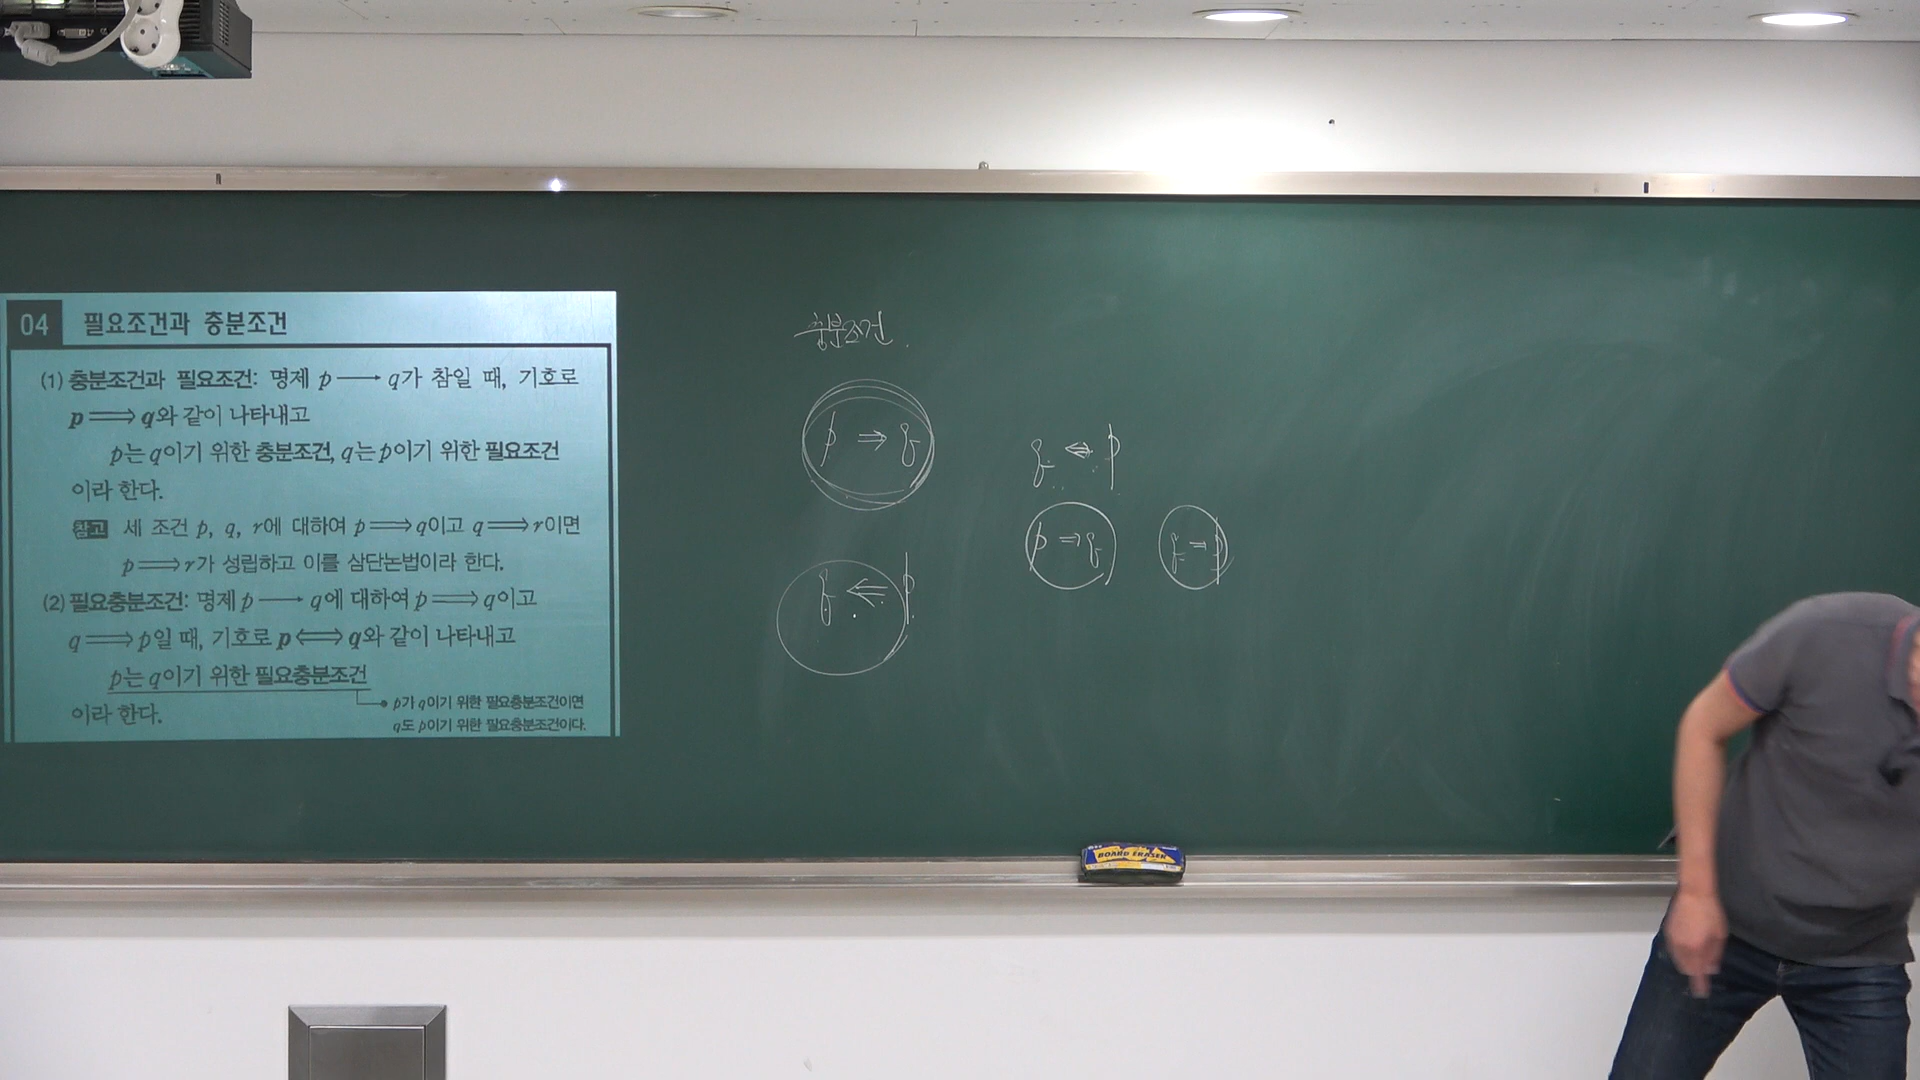 04 필요조건과 충분조건
(1) 충분조건과 필요조건: 명제 p ⟶ q가 참일 때, 기호로
p ⟹ q와 같이 나타내고
p는 q이기 위한 충분조건, q는 p이기 위한 필요조건
이라 한다.
참고 세 조건 p, q, r에 대하여 p ⟹ q이고 q ⟹ r이면
p ⟹ r가 성립하고 이를 삼단논법이라 한다.
(2) 필요충분조건: 명제 p ⟶ q에 대하여 p ⟹ q이고
q ⟹ p일 때, 기호로 p ⟺ q와 같이 나타내고
p는 q이기 위한 필요충분조건
이라 한다.
p가 q이기 위한 필요충분조건이면
q도 p이기 위한 필요충분조건이다.
충분조건.
p ⇒ q
q ⇐ p
q ⇔ p
p ⇒ q
q ⇒ p
BOARD ERASER